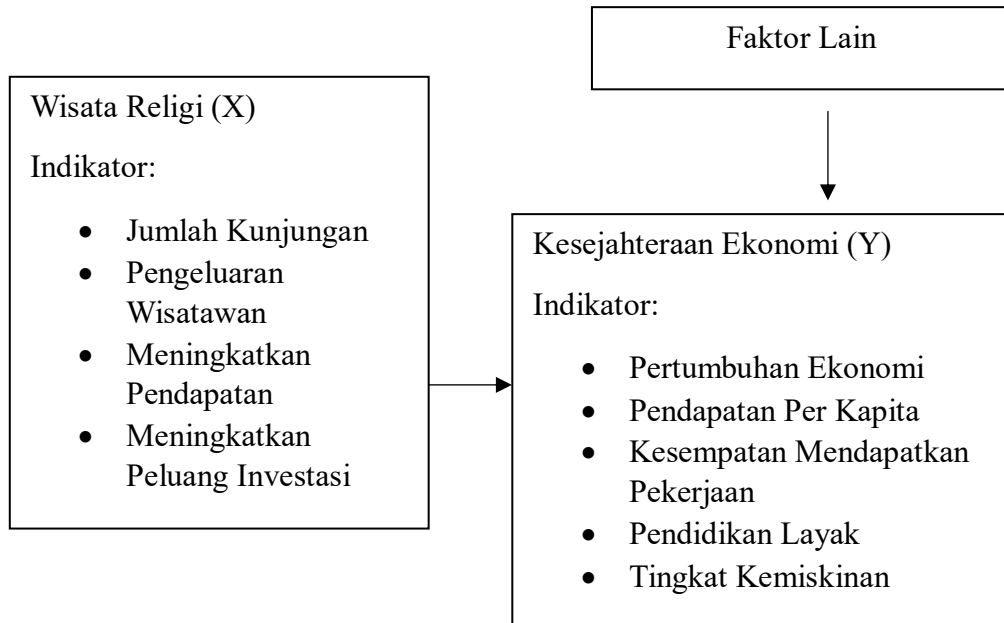 Faktor Lain
Wisata Religi (X)
Indikator:
• Jumlah Kunjungan
• Pengeluaran
Wisatawan
• Meningkatkan
Pendapatan
• Meningkatkan
Peluang Investasi
Kesejahteraan Ekonomi (Y)
Indikator:
• Pertumbuhan Ekonomi
• Pendapatan Per Kapita
• Kesempatan Mendapatkan
Pekerjaan
• Pendidikan Layak
• Tingkat Kemiskinan